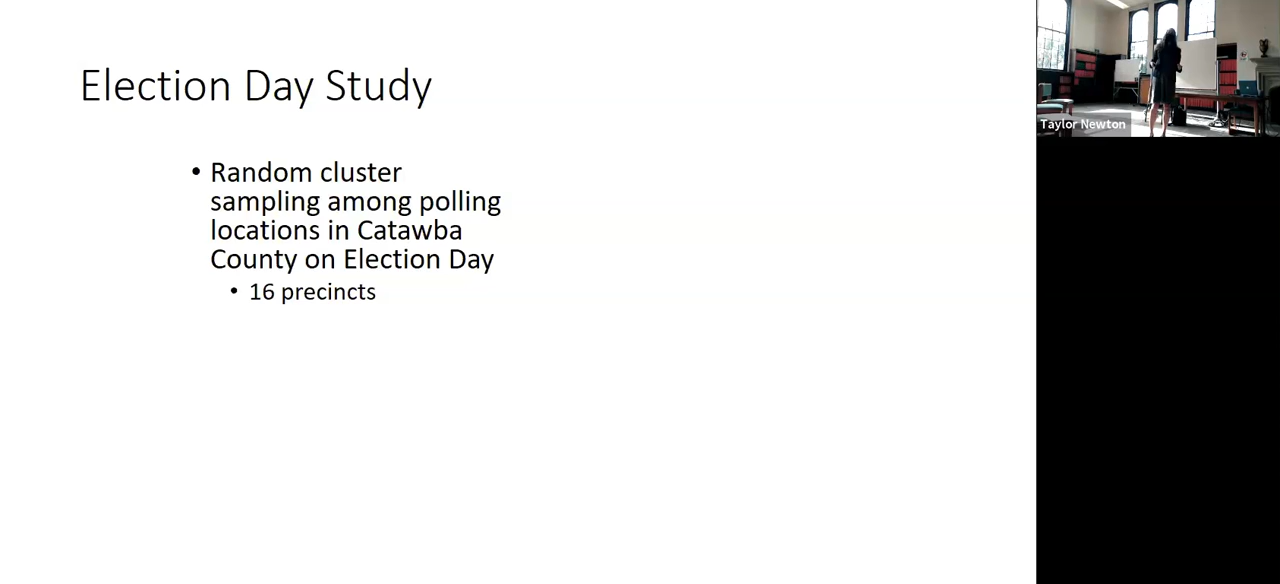 Election Day Study
• Random cluster
sampling among polling
locations in Catawba
County on Election Day
• 16 precincts
Taylor Newton